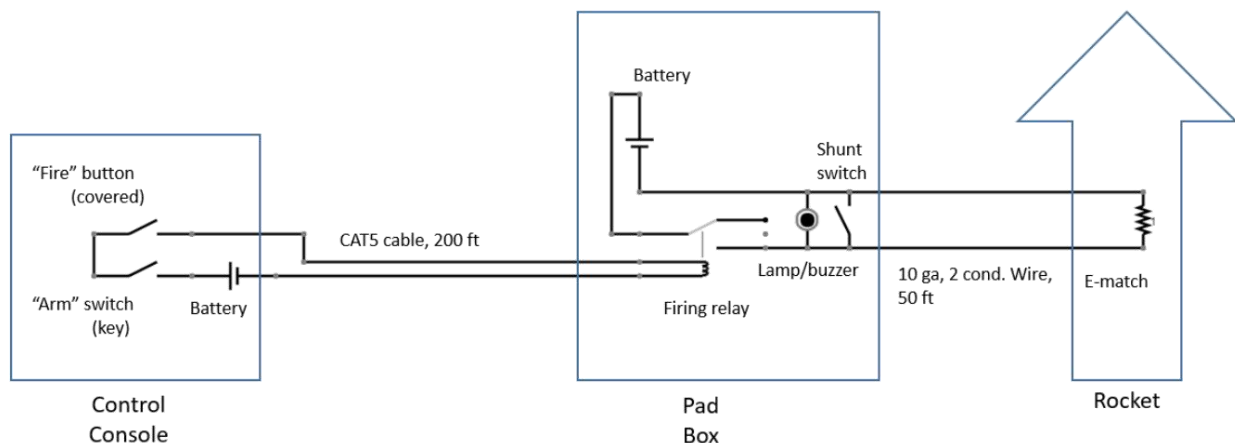 "Fire" button
(covered)
"Arm" switch
(key)
Battery
CAT5 cable, 200 ft
Battery
Shunt
switch
Lamp/buzzer
Firing relay
10 ga, 2 cond. Wire,
50 ft
E-match
Control
Console
Pad
Box
Rocket